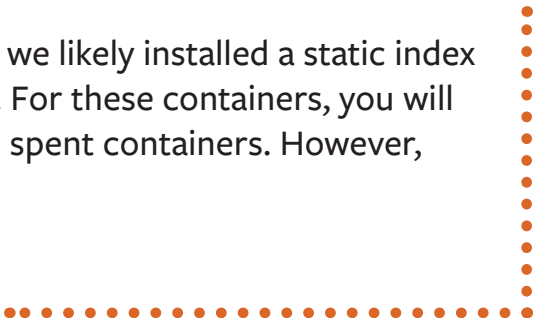 we likely installed a static index
For these containers, you will
spent containers. However,